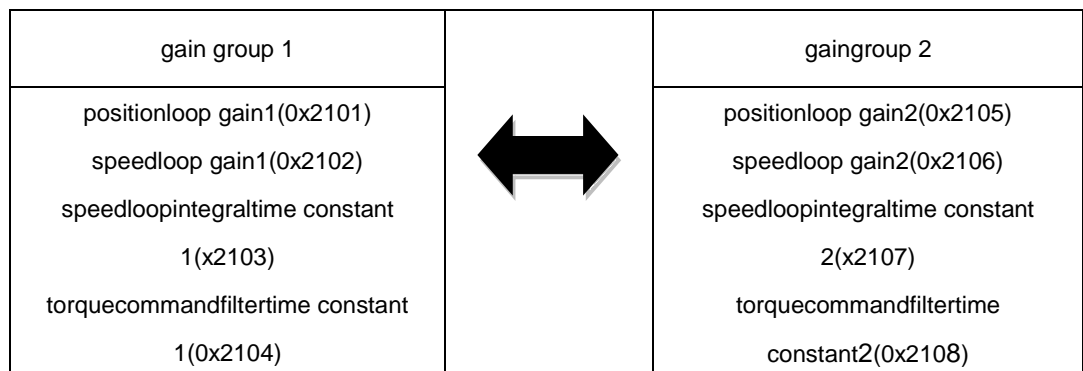 gain group 1
positionloop gain1(0x2101)
speedloop gain1(0x2102)
speedloopintegraltime constant
1(x2103)
torquecommandfiltertime constant
1(0x2104)
gaingroup 2
positionloop gain2(0x2105)
speedloop gain2(0x2106)
speedloopintegraltime constant
2(x2107)
torquecommandfiltertime
constant2(0x2108)